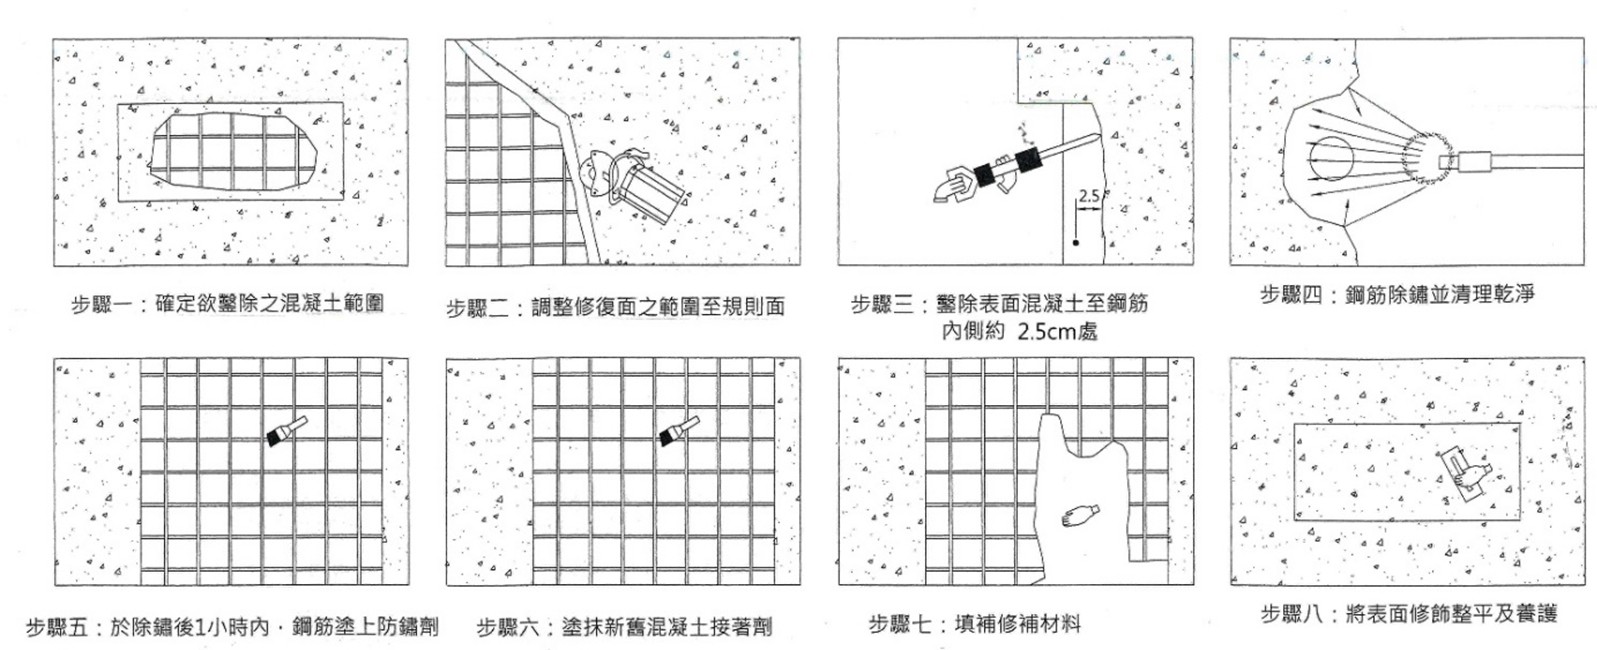 2.5
步驟一：確定欲鑿除之混凝土範圍
步驟二：調整修復面之範圍至規則面
步驟三：鑿除表面混凝土至鋼筋
內側約 2.5cm處
步驟四：鋼筋除鏽並清理乾淨
步驟五：於除鏽後1小時內，鋼筋塗上防鏽劑
步驟六：塗抹新舊混凝土接著劑
步驟七：填補修補材料
步驟八：將表面修飾整平及養護